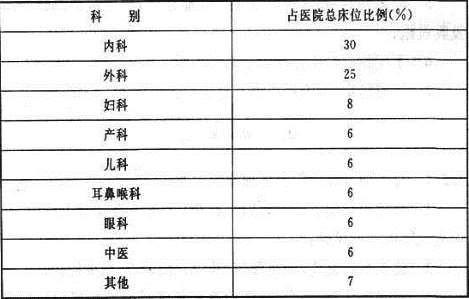 科 别 占医院总床位比例(%)
内科 30
外科 25
妇科 8
产科 6
儿科 6
耳鼻喉科 6
眼科 6
中医 6
其他 7